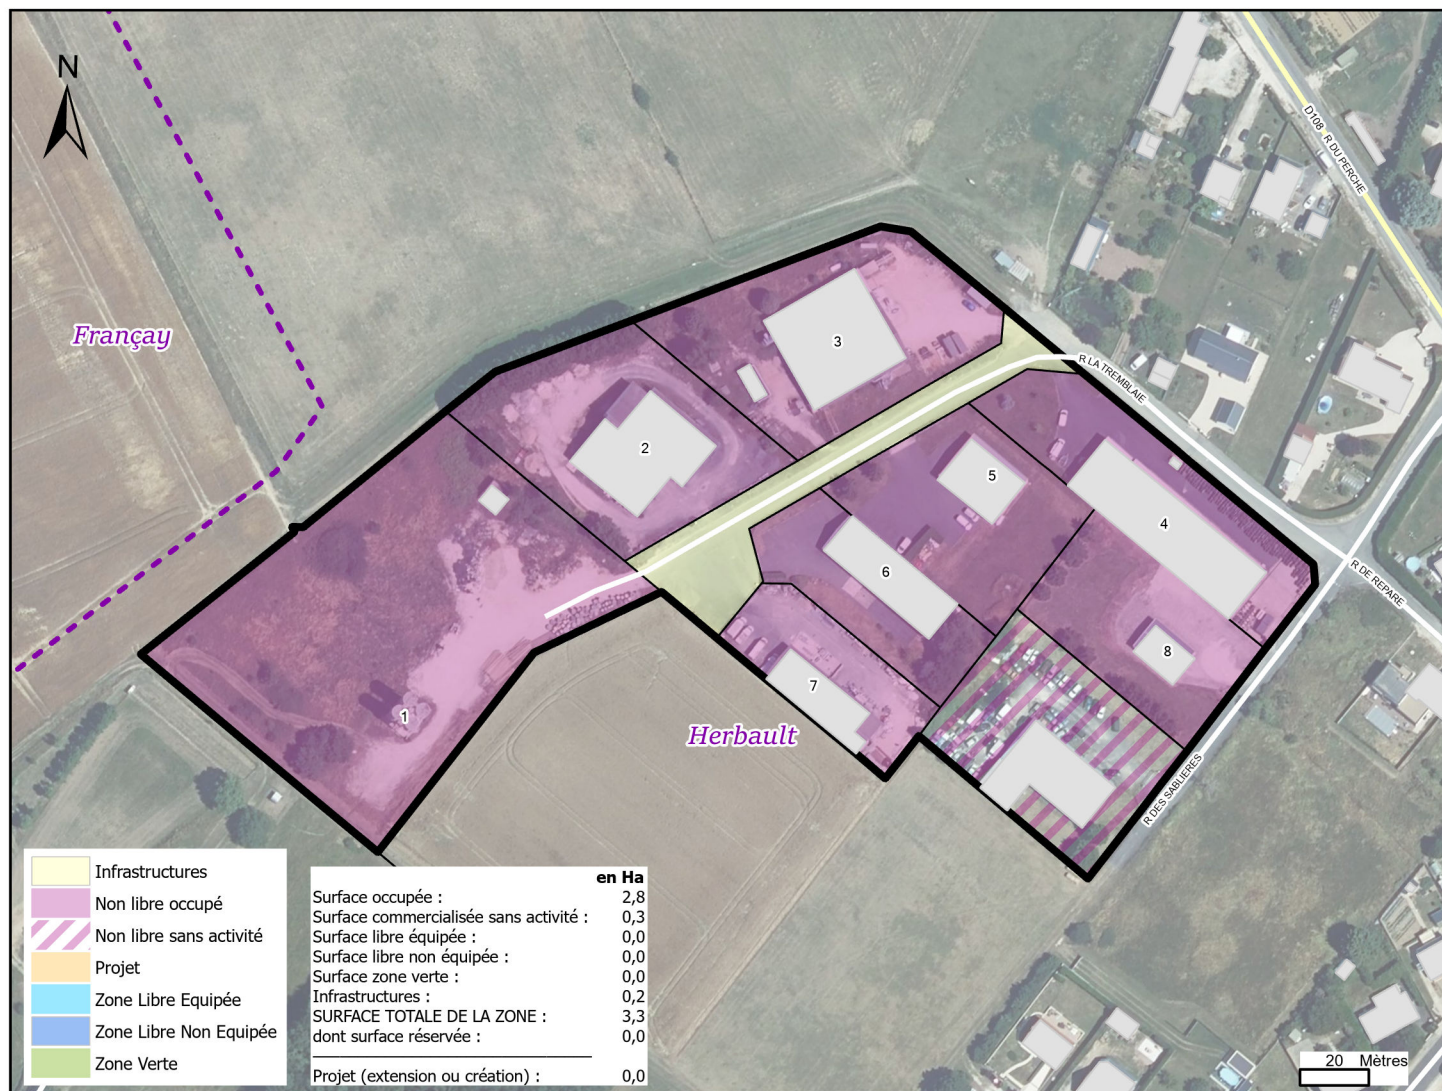 N
D108 R DU PERCHE
Françay
3
R LA TREMBLAIE
2
5
4
6
R DE REPARE
8
7
1
Herbault
R DES SABLIERES
Infrastructures
Non libre occupé
Non libre sans activité
Projet
Zone Libre Equipée
Zone Libre Non Equipée
Zone Verte
en Ha
Surface occupée : 2,8
Surface commercialisée sans activité : 0,3
Surface libre équipée : 0,0
Surface libre non équipée : 0,0
Surface zone verte : 0,0
Infrastructures : 0,2
SURFACE TOTALE DE LA ZONE : 3,3
dont surface réservée : 0,0
Projet (extension ou création) : 0,0
20 Mètres